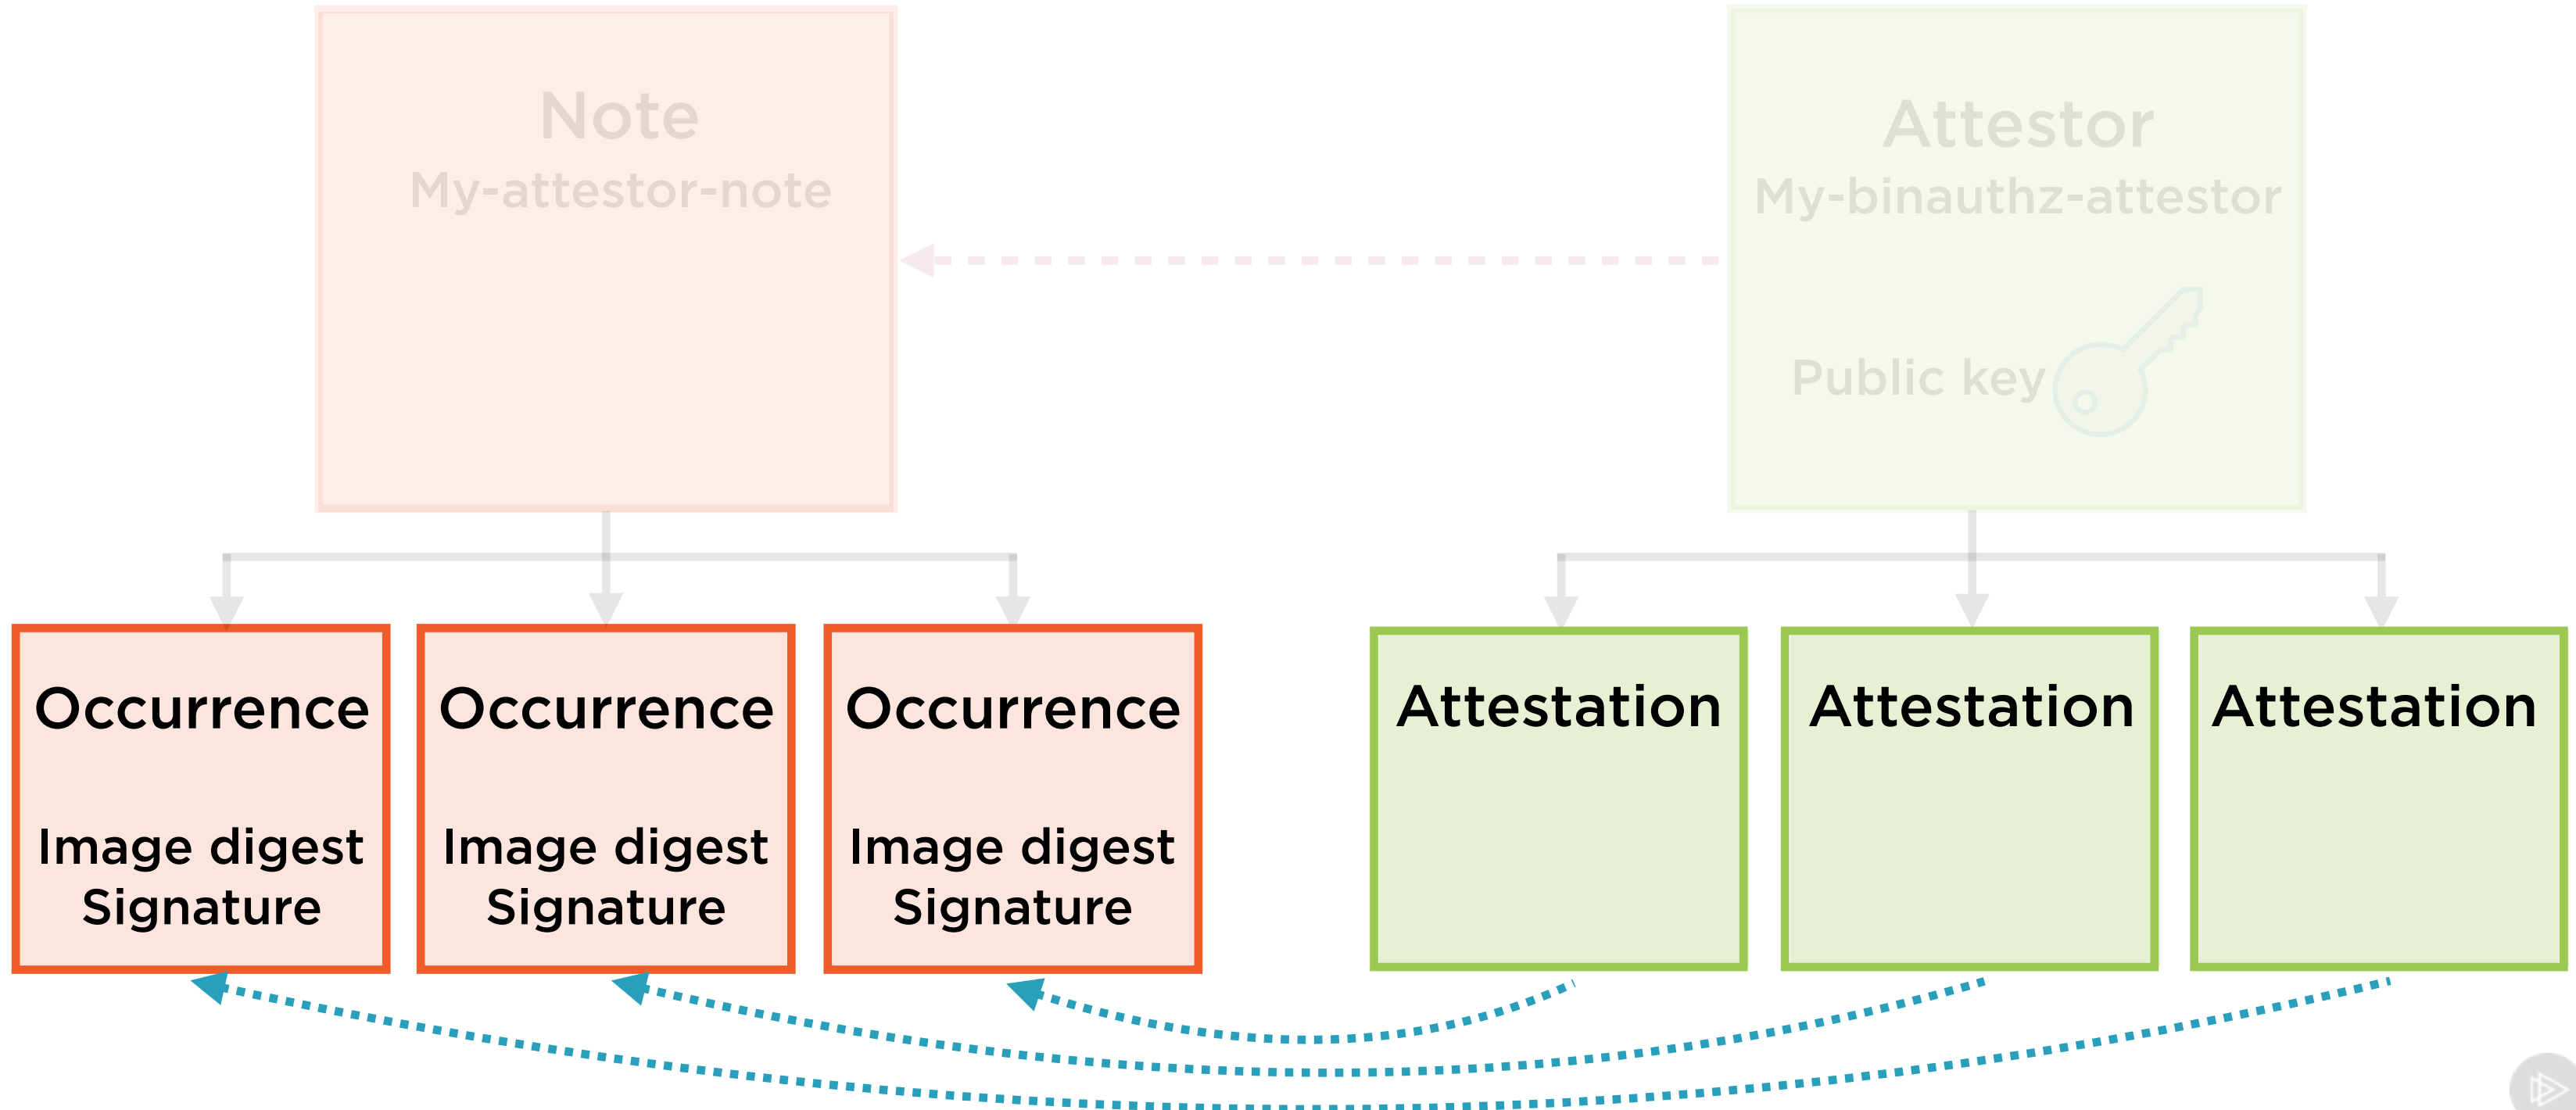 Note
My-attestor-note
Attestor
My-binauthz-attestor
Public key
Occurrence
Image digest
Signature
Occurrence
Image digest
Signature
Occurrence
Image digest
Signature
Attestation
Attestation
Attestation